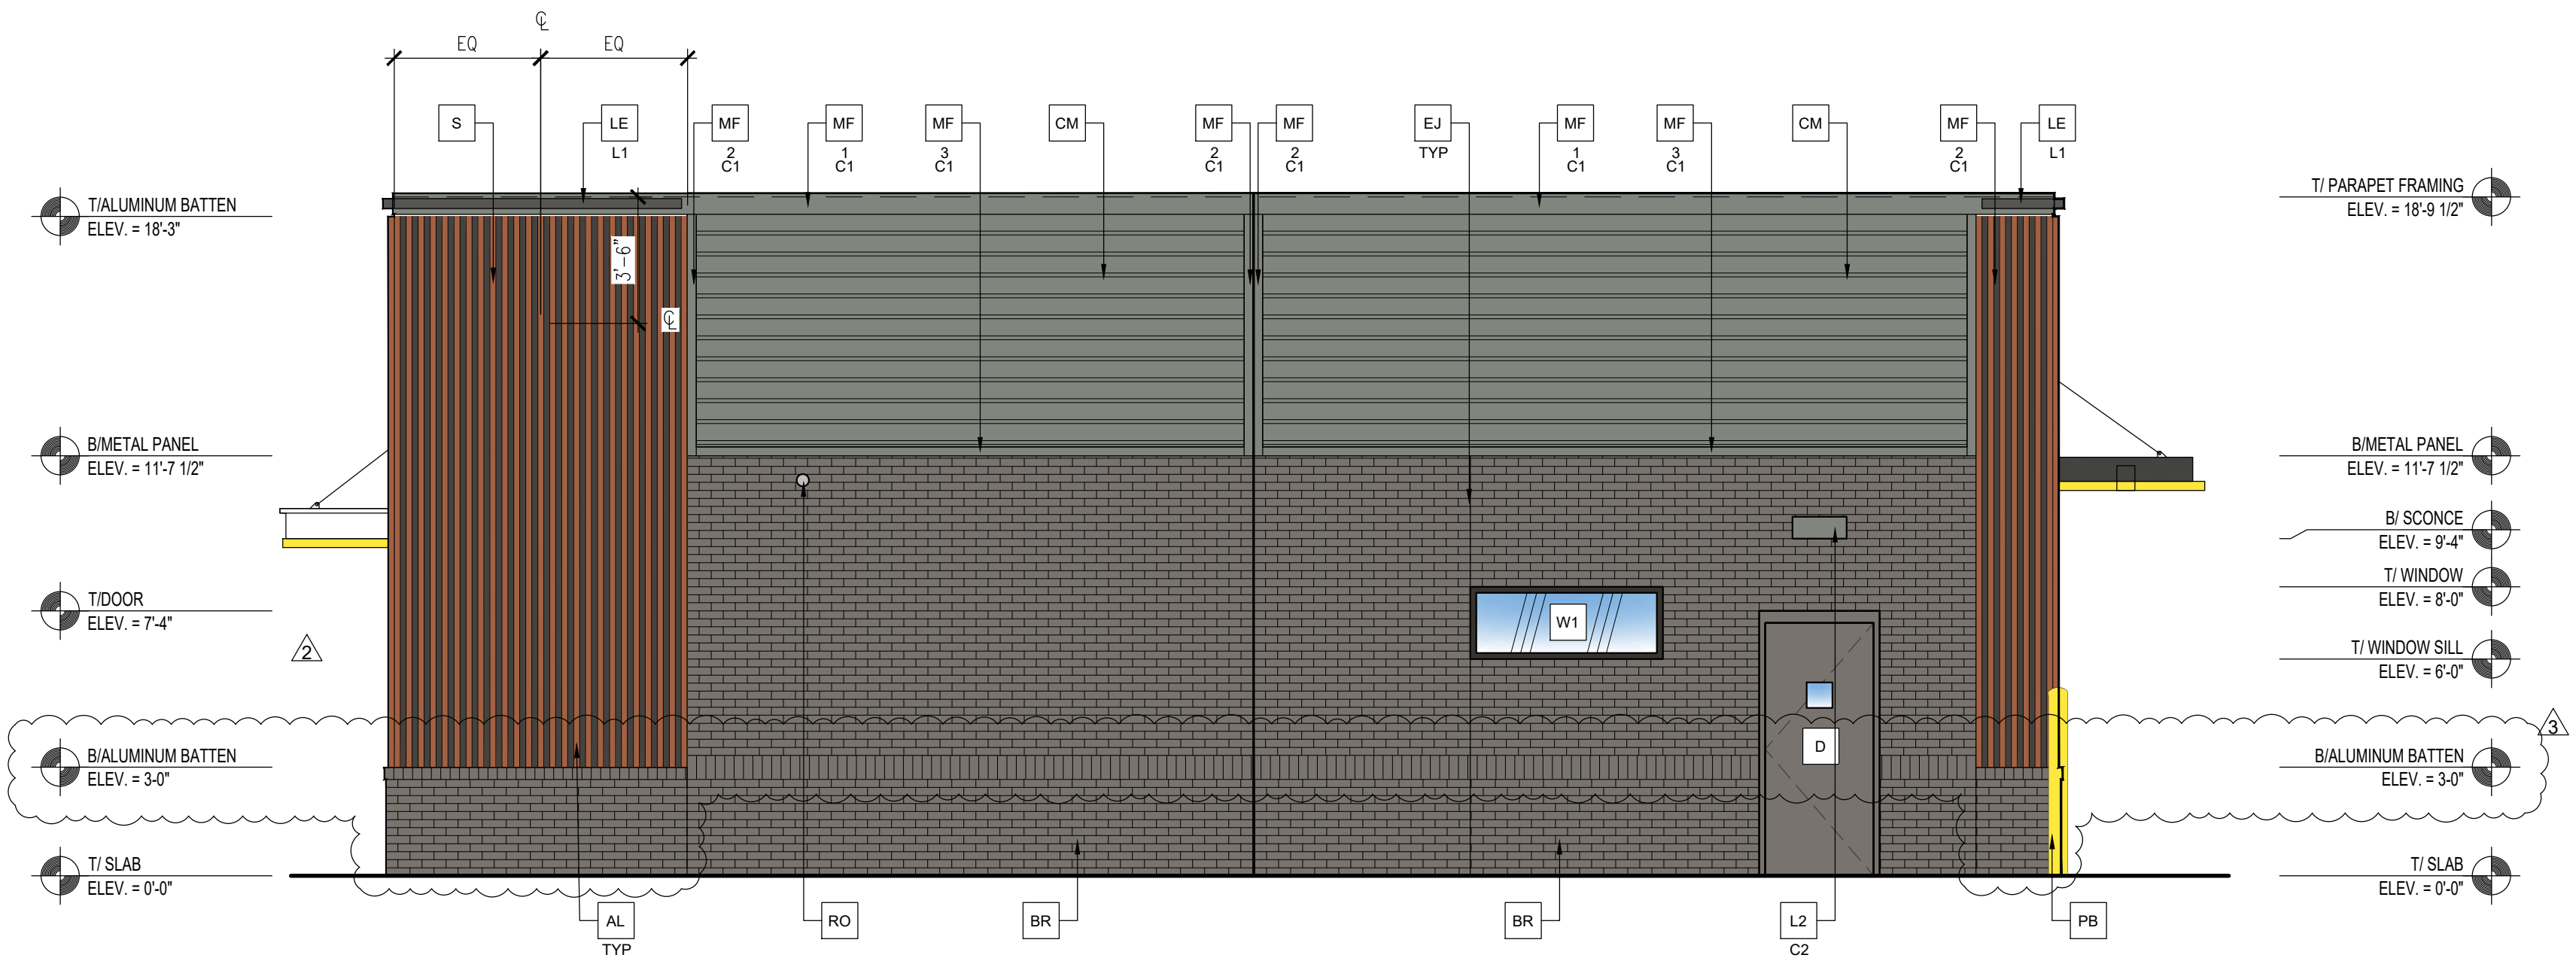 ℄
EQ
EQ
S
LE
L1
MF
2
C1
MF
1
C1
MF
3
C1
CM
MF
2
C1
MF
2
C1
EJ
TYP
MF
1
C1
MF
3
C1
CM
MF
2
C1
LE
L1
T/ALUMINUM BATTEN
ELEV. = 18'-3"
T/ PARAPET FRAMING
ELEV. = 18'-9 1/2"
3'-6"
℄
B/METAL PANEL
ELEV. = 11'-7 1/2"
B/METAL PANEL
ELEV. = 11'-7 1/2"
B/ SCONCE
ELEV. = 9'-4"
T/DOOR
ELEV. = 7'-4"
T/ WINDOW
ELEV. = 8'-0"
W1
2
T/ WINDOW SILL
ELEV. = 6'-0"
3
D
B/ALUMINUM BATTEN
ELEV. = 3-0"
B/ALUMINUM BATTEN
ELEV. = 3-0"
T/ SLAB
ELEV. = 0'-0"
T/ SLAB
ELEV. = 0'-0"
AL
TYP
RO
BR
BR
L2
C2
PB